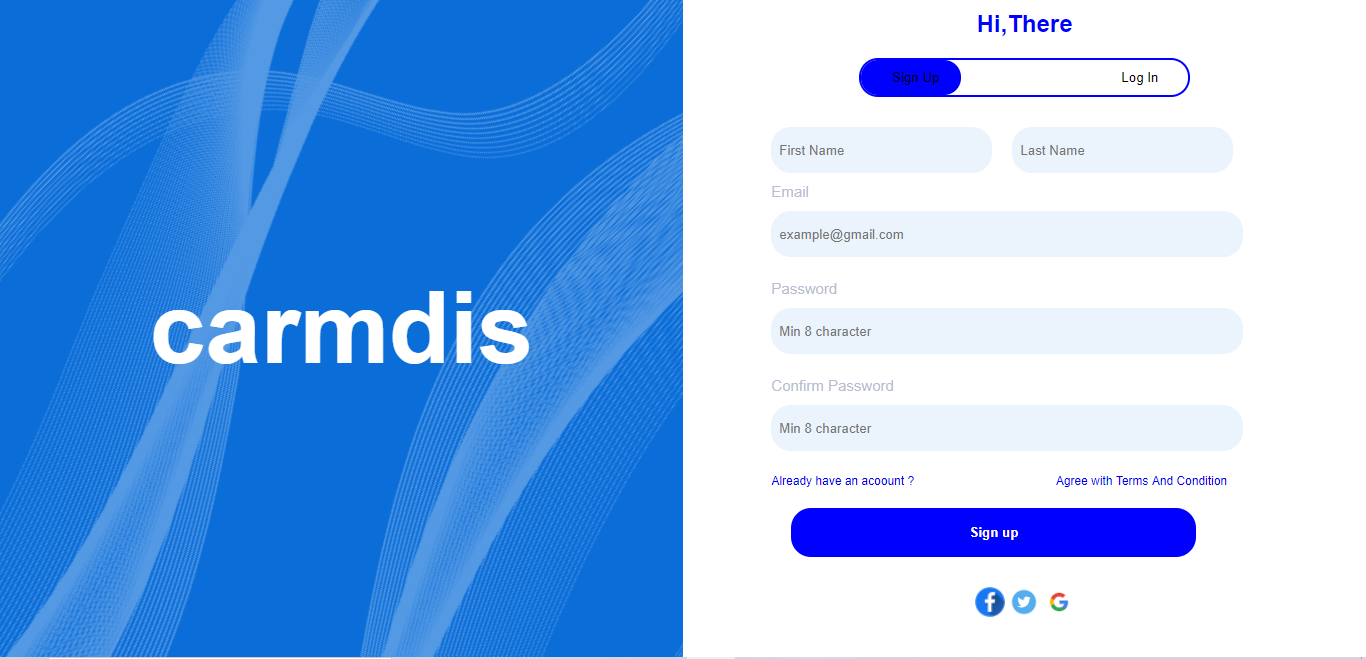 carmdis
Hi,There
Sign Up Log In
First Name Last Name
Email
example@gmail.com
Password
Min 8 character
Confirm Password
Min 8 character
Already have an acoount ? Agree with Terms And Condition
Sign up